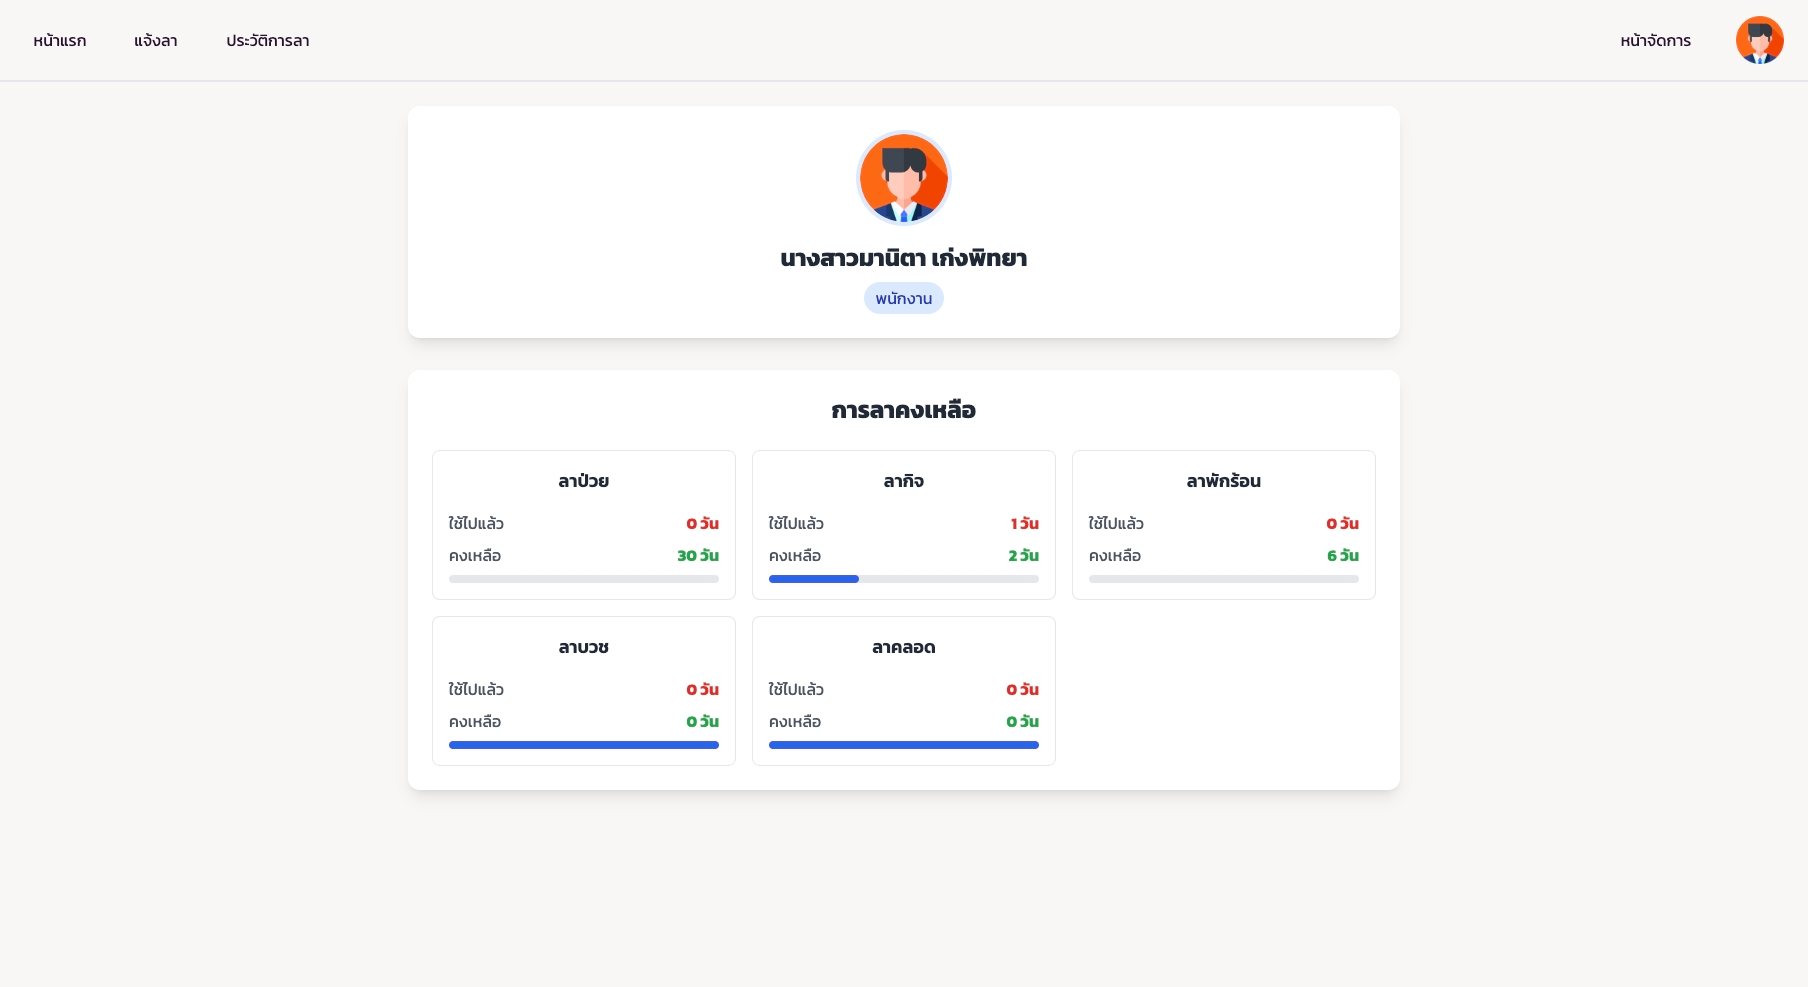 หน้าแรก แจ้งลา ประวัติการลา หน้าจัดการ
นางสาวมานิตา เก่งพิทยา
พนักงาน
การลาคงเหลือ
ลาป่วย
ใช้ไปแล้ว 0 วัน
คงเหลือ 30 วัน
ลากิจ
ใช้ไปแล้ว 1 วัน
คงเหลือ 2 วัน
ลาพักร้อน
ใช้ไปแล้ว 0 วัน
คงเหลือ 6 วัน
ลาบวช
ใช้ไปแล้ว 0 วัน
คงเหลือ 0 วัน
ลาคลอด
ใช้ไปแล้ว 0 วัน
คงเหลือ 0 วัน